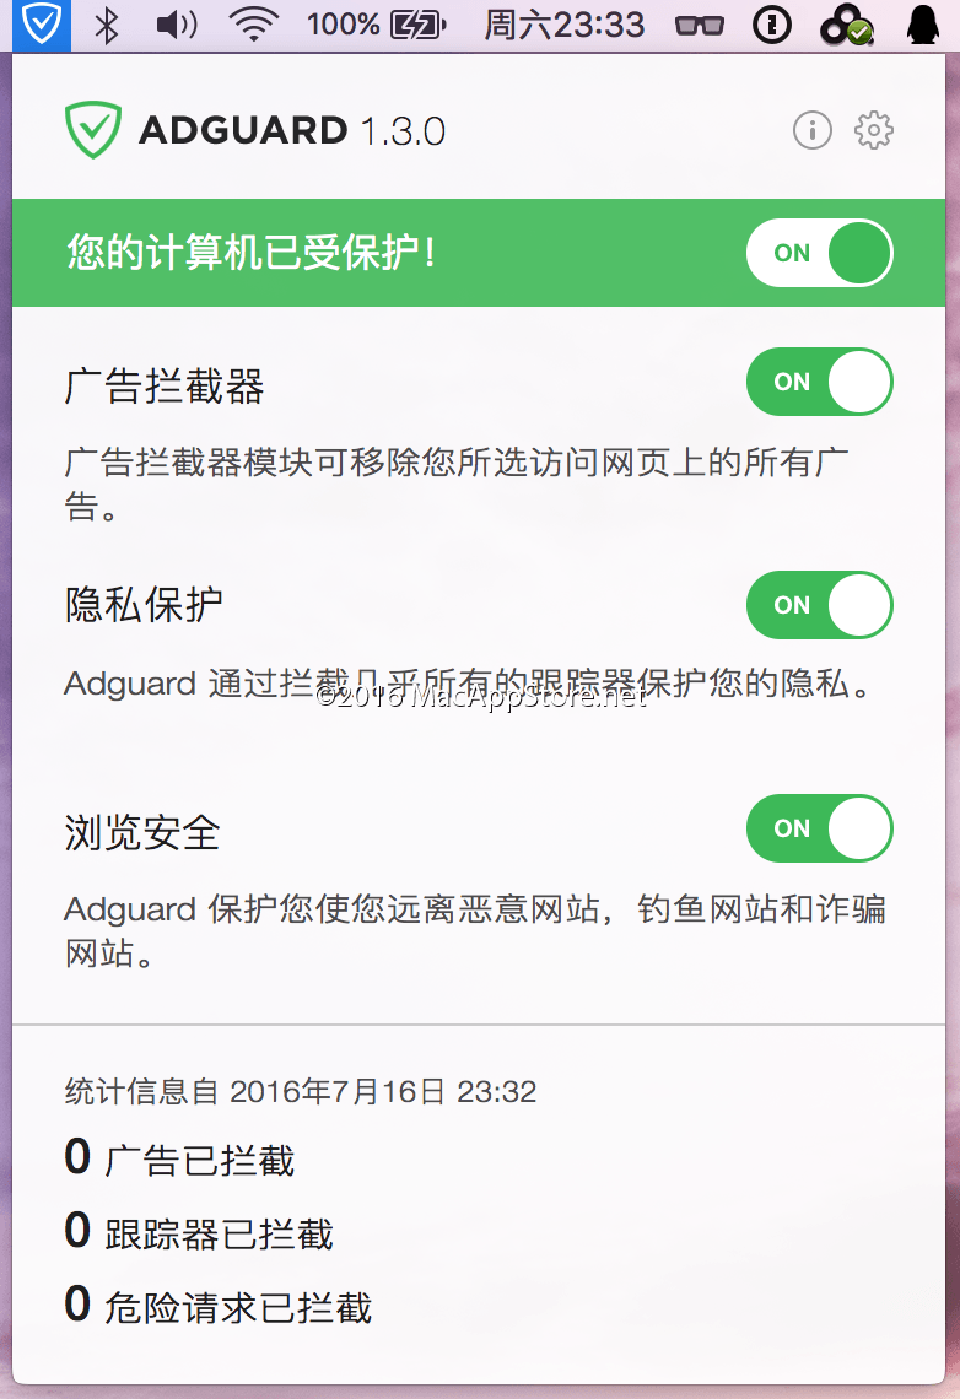 100% 周六23:33
ADGUARD 1.3.0
您的计算机已受保护! ON
广告拦截器 ON
广告拦截器模块可移除您所选访问网页上的所有广
告。
隐私保护 ON
Adguard 通过拦截几乎所有的跟踪器保护您的隐私。
©2016 MacAppStore.net
浏览安全 ON
Adguard 保护您使您远离恶意网站，钓鱼网站和诈骗
网站。
统计信息自 2016年7月16日 23:32
0 广告已拦截
0 跟踪器已拦截
0 危险请求已拦截